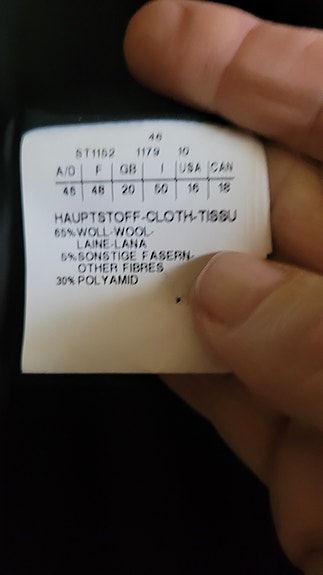 46
ST1152 1179 10
A/D F GB I USA CAN
46 48 20 50 16 18
HAUPTSTOFF-CLOTH-TISSU
65% WOLL-WOOL-
LAINE-LANA
5% SONSTIGE FASERN-
OTHER FIBRES
30% POLYAMID